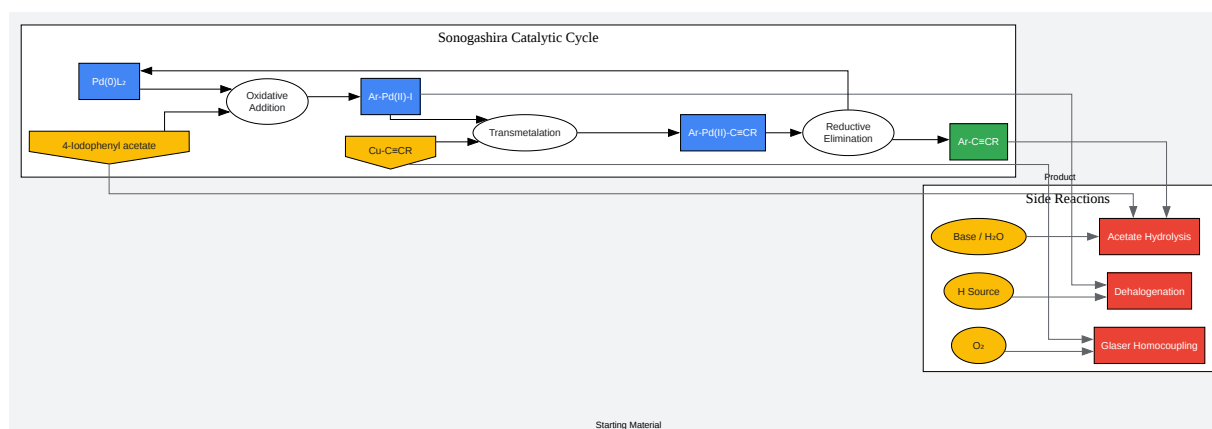 Sonogashira Catalytic Cycle
Pd(0)L₂
Oxidative
Addition
Ar-Pd(II)-I
4-Iodophenyl acetate
Cu-C≡CR
Transmetalation
Ar-Pd(II)-C≡CR
Reductive
Elimination
Ar-C≡CR
Product
Side Reactions
Base / H₂O
Acetate Hydrolysis
H Source
Dehalogenation
O₂
Glaser Homocoupling
Starting Material